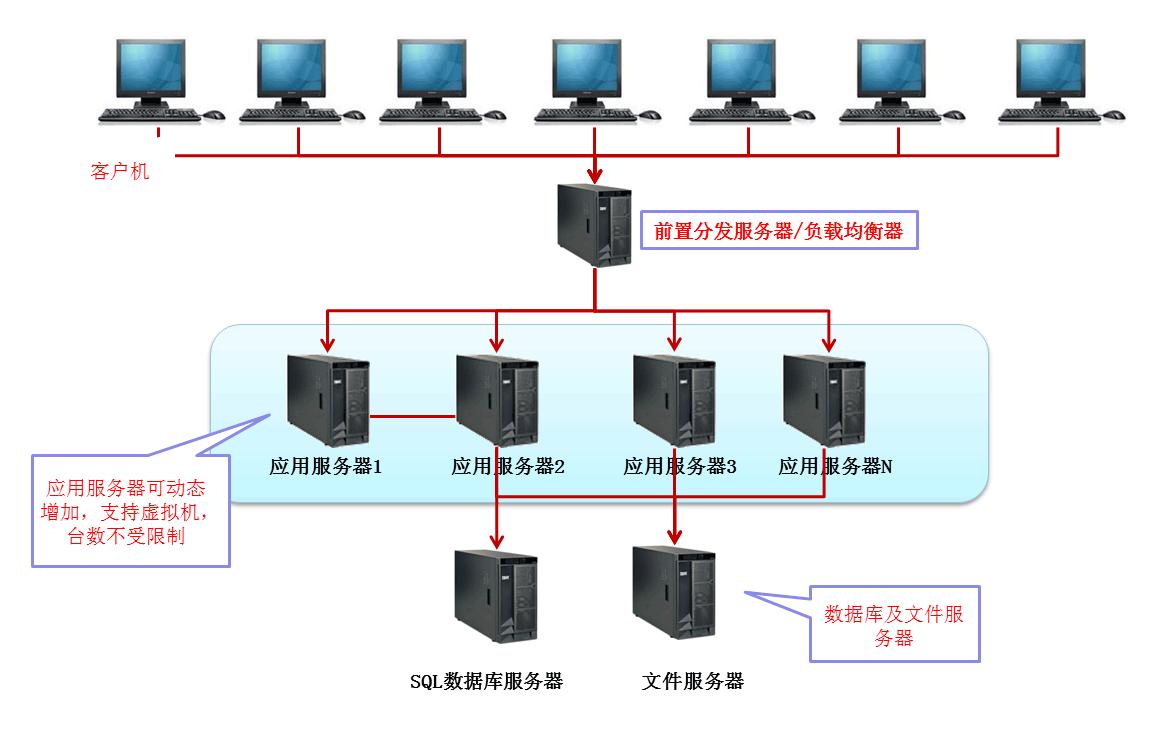 客户机
前置分发服务器/负载均衡器
应用服务器1
应用服务器2
应用服务器3
应用服务器N
应用服务器可动态
增加，支持虚拟机，
台数不受限制
数据库及文件服
务器
SQL数据库服务器
文件服务器